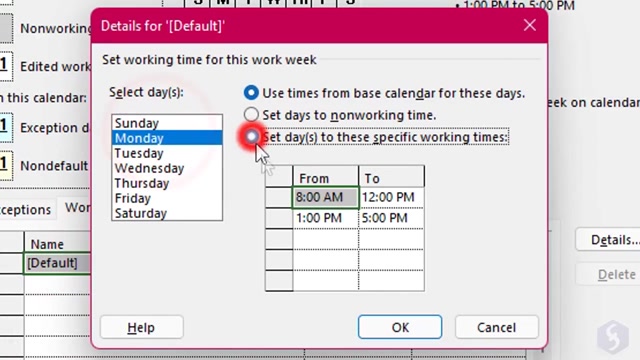 S M T W T F S
• 1:00 PM to 5:00 PM
Details for '[Default]'
Nonworking
Set working time for this work week
Edited work
Select day(s):
Use times from base calendar for these days.
n this calendar:
Set days to nonworking time.
ek on calendar
Sunday
Exception da
Monday
Set day(s) to these specific working times:
Tuesday
Nondefault
Wednesday
From To
Thursday
8:00 AM 12:00 PM
Friday
1:00 PM 5:00 PM
Saturday
ceptions Wor
Name
Details...
[Default]
Delete
Help OK Cancel